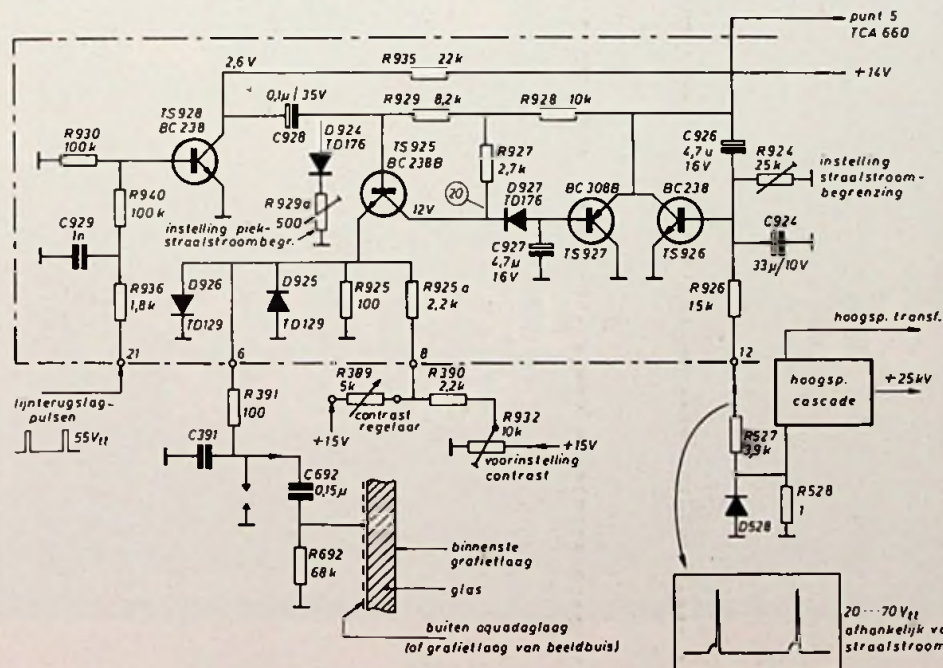 punt 5
TCA 660
R935
22k
2,6V
+14V
0,1µ / 35V
C928
R929
8,2k
R928
10k
TS928
BC238
D924
TD176
TS925
BC238B
R927
2,7k
C926
4,7u
16V
R924
25k
instelling
straalstroom-
begrenzing
R930
100k
R940
100k
R929a
500
instelling piek-
straalstroombegr.
12V
20
D927
TD176
BC308B
BC238
C927
4,7µ
16V
TS927
TS926
C924
33µ/10V
C929
1n
R936
1,8k
D926
TD129
D925
TD129
R925
100
R925a
2,2k
R926
15k
21
6
8
12
hoogsp. transf.
lijnterugslag-
pulsen
55Vtt
R391
100
R389
5k
R390
2,2k
contrast
regelaar
+15V
R932
10k
+15V
voorinstelling
contrast
hoogsp.
cascade
+25kV
C391
C692
0,15µ
R527
3,9k
D528
R528
1
R692
68k
binnenste
grafietlaag
glas
buiten aquadaglaag
(of grafietlaag van beeldbuis)
20···70Vtt
afhankelijk va
straalstroom